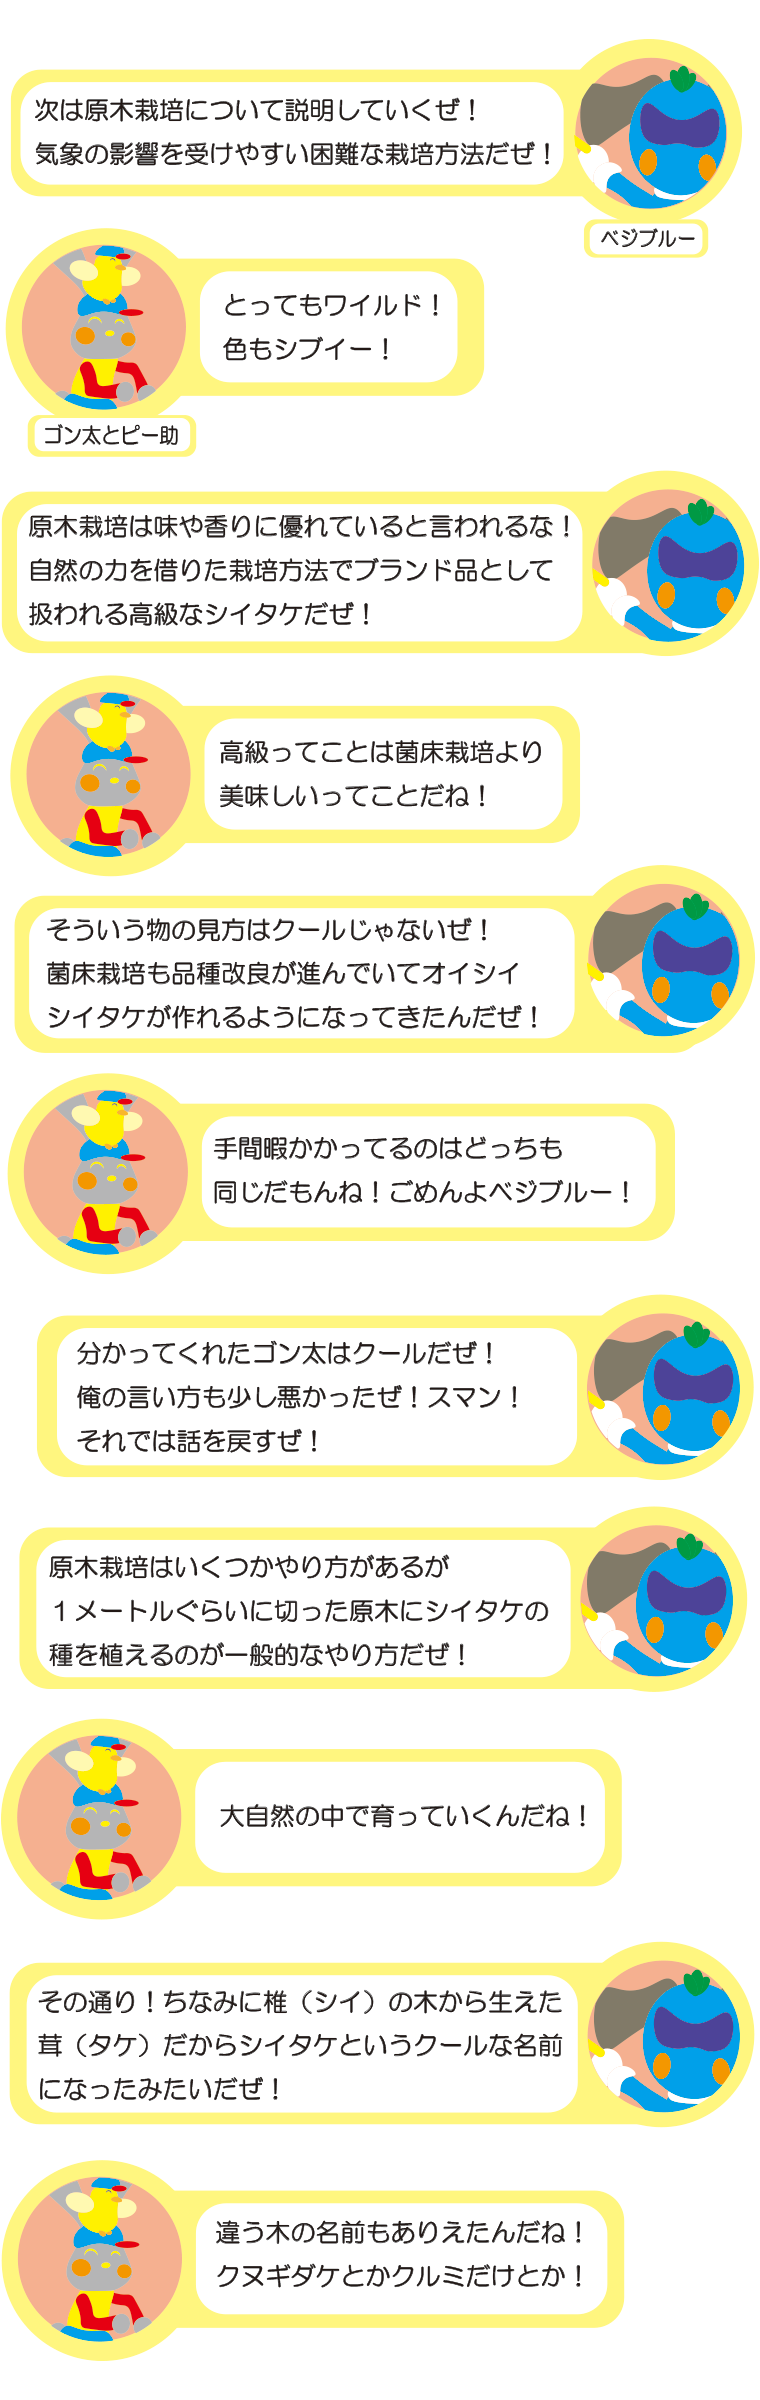 次は原木栽培について説明していくぜ！
気象の影響を受けやすい困難な栽培方法だぜ！
ベジブルー
とってもワイルド！
色もシブイー！
ゴン太とピー助
原木栽培は味や香りに優れていると言われるな！
自然の力を借りた栽培方法でブランド品として
扱われる高級なシイタケだぜ！
高級ってことは菌床栽培より
美味しいってことだね！
そういう物の見方はクールじゃないぜ！
菌床栽培も品種改良が進んでいてオイシイ
シイタケが作れるようになってきたんだぜ！
手間暇かかってるのはどっちも
同じだもんね！ごめんよベジブルー！
分かってくれたゴン太はクールだぜ！
俺の言い方も少し悪かったぜ！スマン！
それでは話を戻すぜ！
原木栽培はいくつかやり方があるが
１メートルぐらいに切った原木にシイタケの
種を植えるのが一般的なやり方だぜ！
大自然の中で育っていくんだね！
その通り！ちなみに椎（シイ）の木から生えた
茸（タケ）だからシイタケというクールな名前
になったみたいだぜ！
違う木の名前もありえたんだね！
クヌギダケとかクルミだけとか！